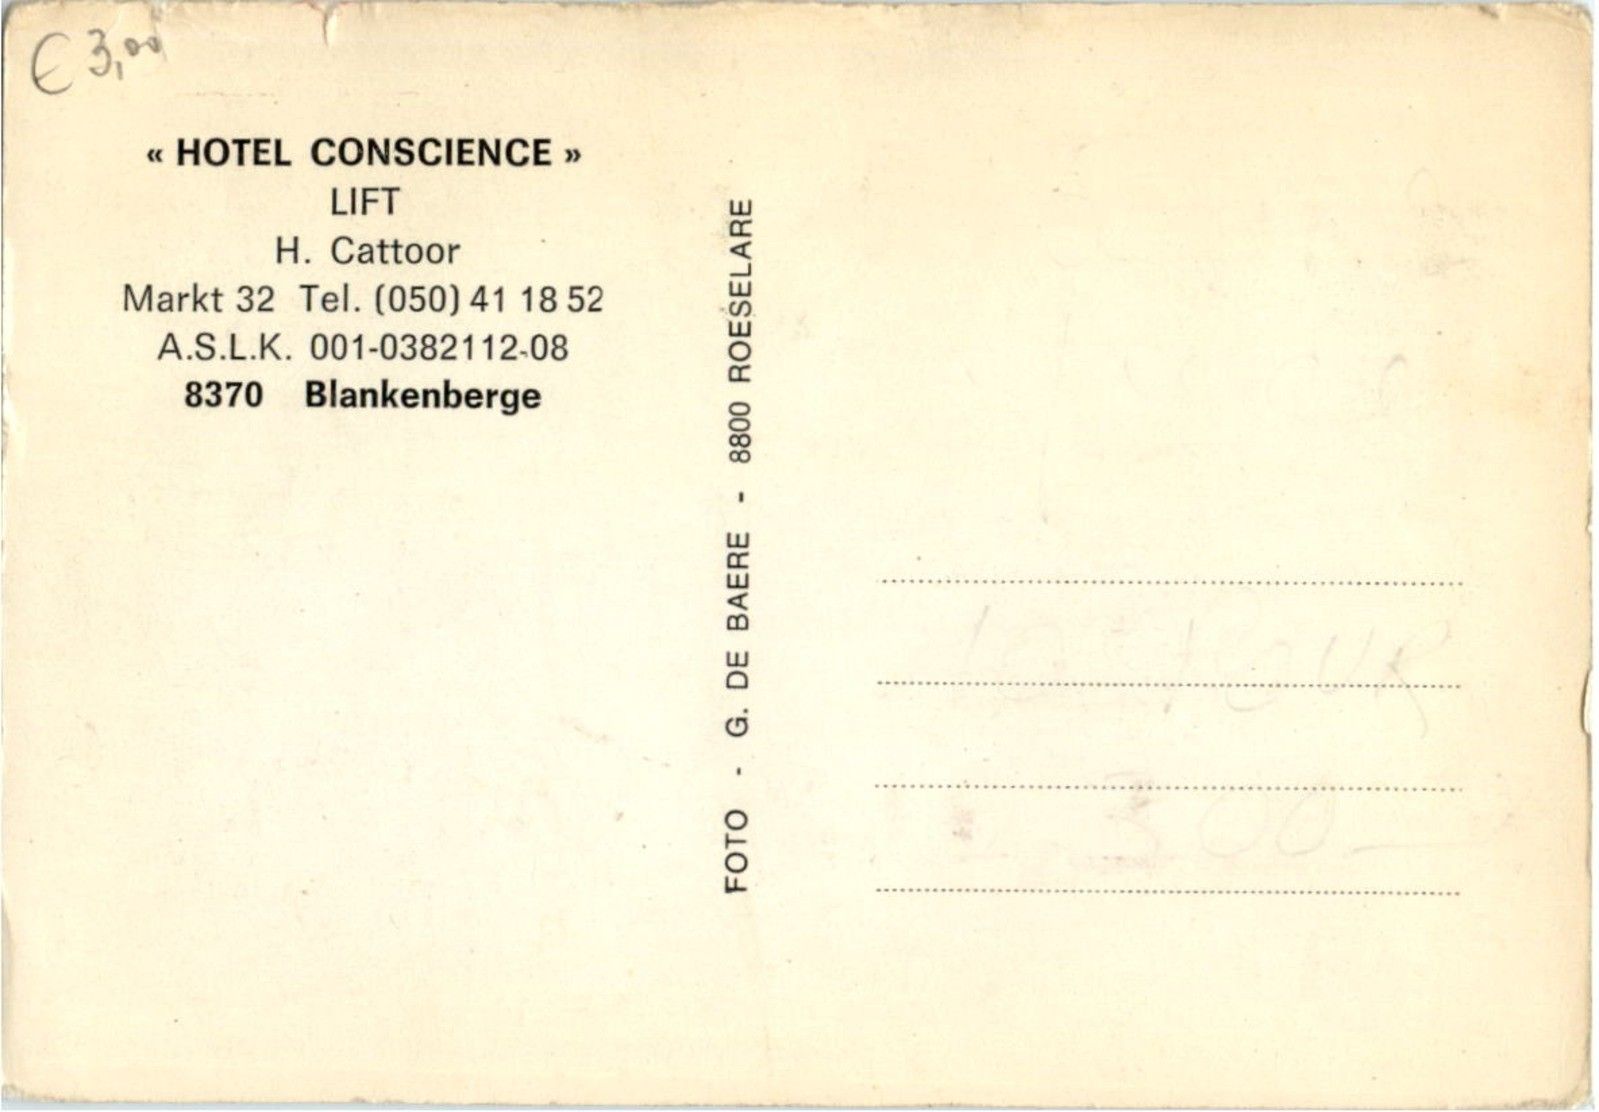 € 3,00
« HOTEL CONSCIENCE »
LIFT
H. Cattoor
Markt 32 Tel. (050) 41 18 52
A.S.L.K. 001-0382112-08
8370 Blankenberge
FOTO - G. DE BAERE - 8800 ROESELARE
300